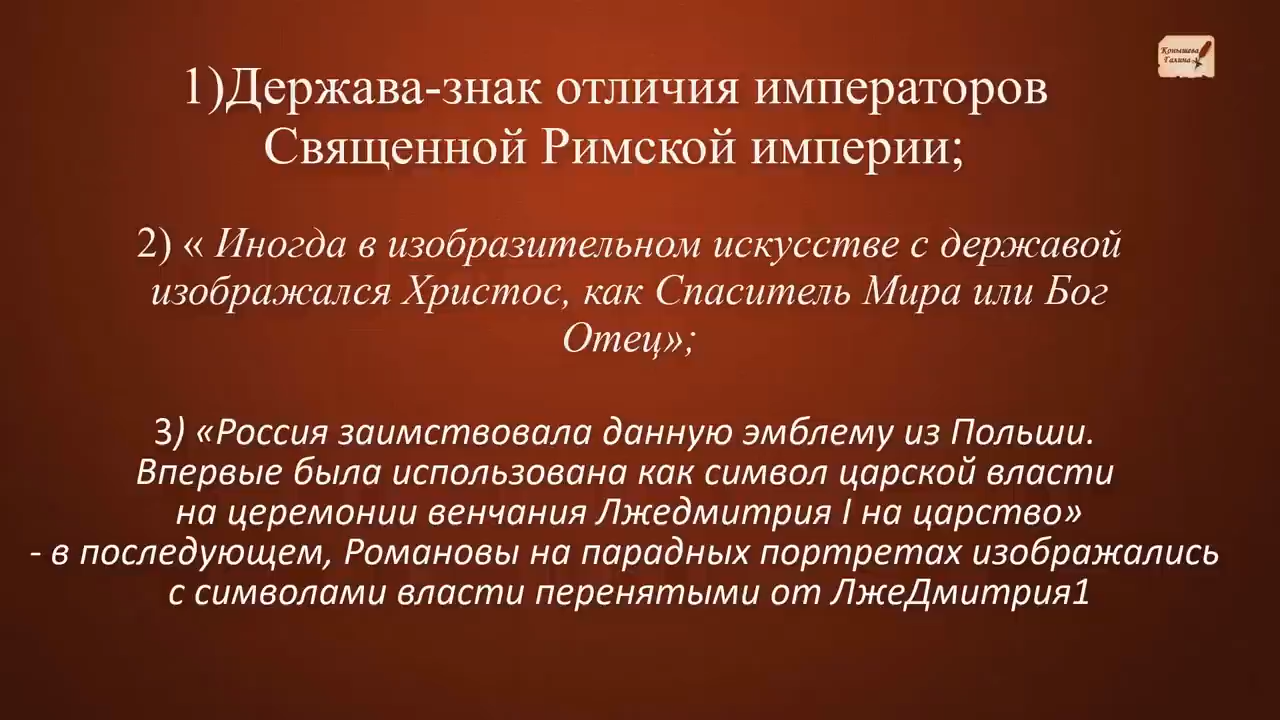 Конышева
Галина
1)Держава-знак отличия императоров
Священной Римской империи;
2) « Иногда в изобразительном искусстве с державой
изображался Христос, как Спаситель Мира или Бог
Отец»;
3) «Россия заимствовала данную эмблему из Польши.
Впервые была использована как символ царской власти
на церемонии венчания Лжедмитрия I на царство»
- в последующем, Романовы на парадных портретах изображались
с символами власти перенятыми от ЛжеДмитрия1